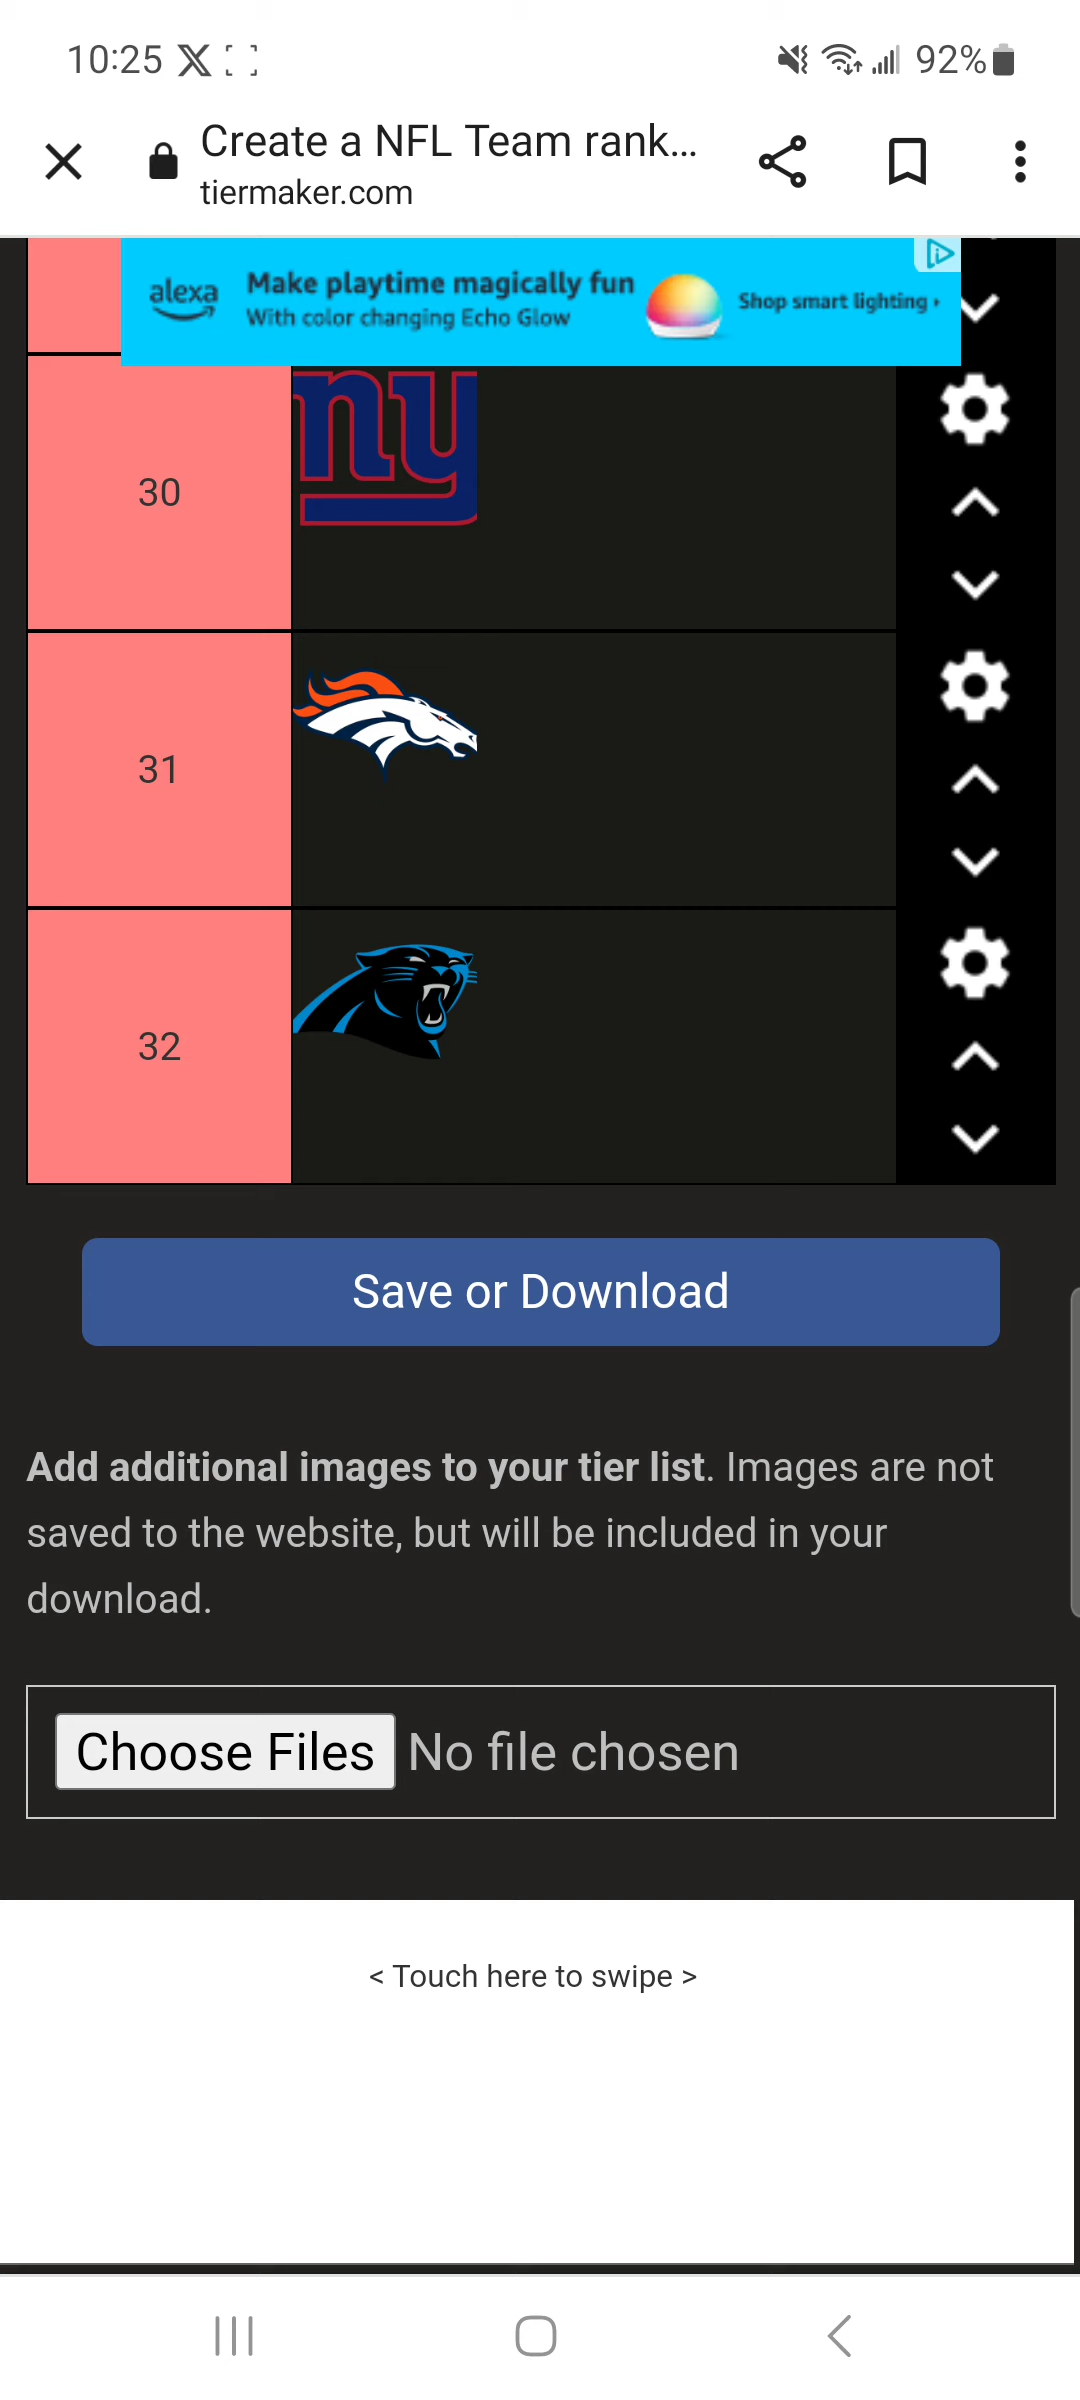 10:25
92%
Create a NFL Team rank...
tiermaker.com
alexa
Make playtime magically fun
With color changing Echo Glow
Shop smart lighting
30
ny
31
32
Save or Download
Add additional images to your tier list. Images are not
saved to the website, but will be included in your
download.
Choose Files No file chosen
< Touch here to swipe >